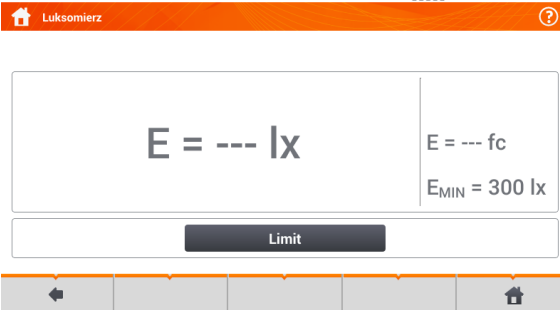 Luksomierz
E = --- lx
E = --- fc
EMIN = 300 lx
Limit